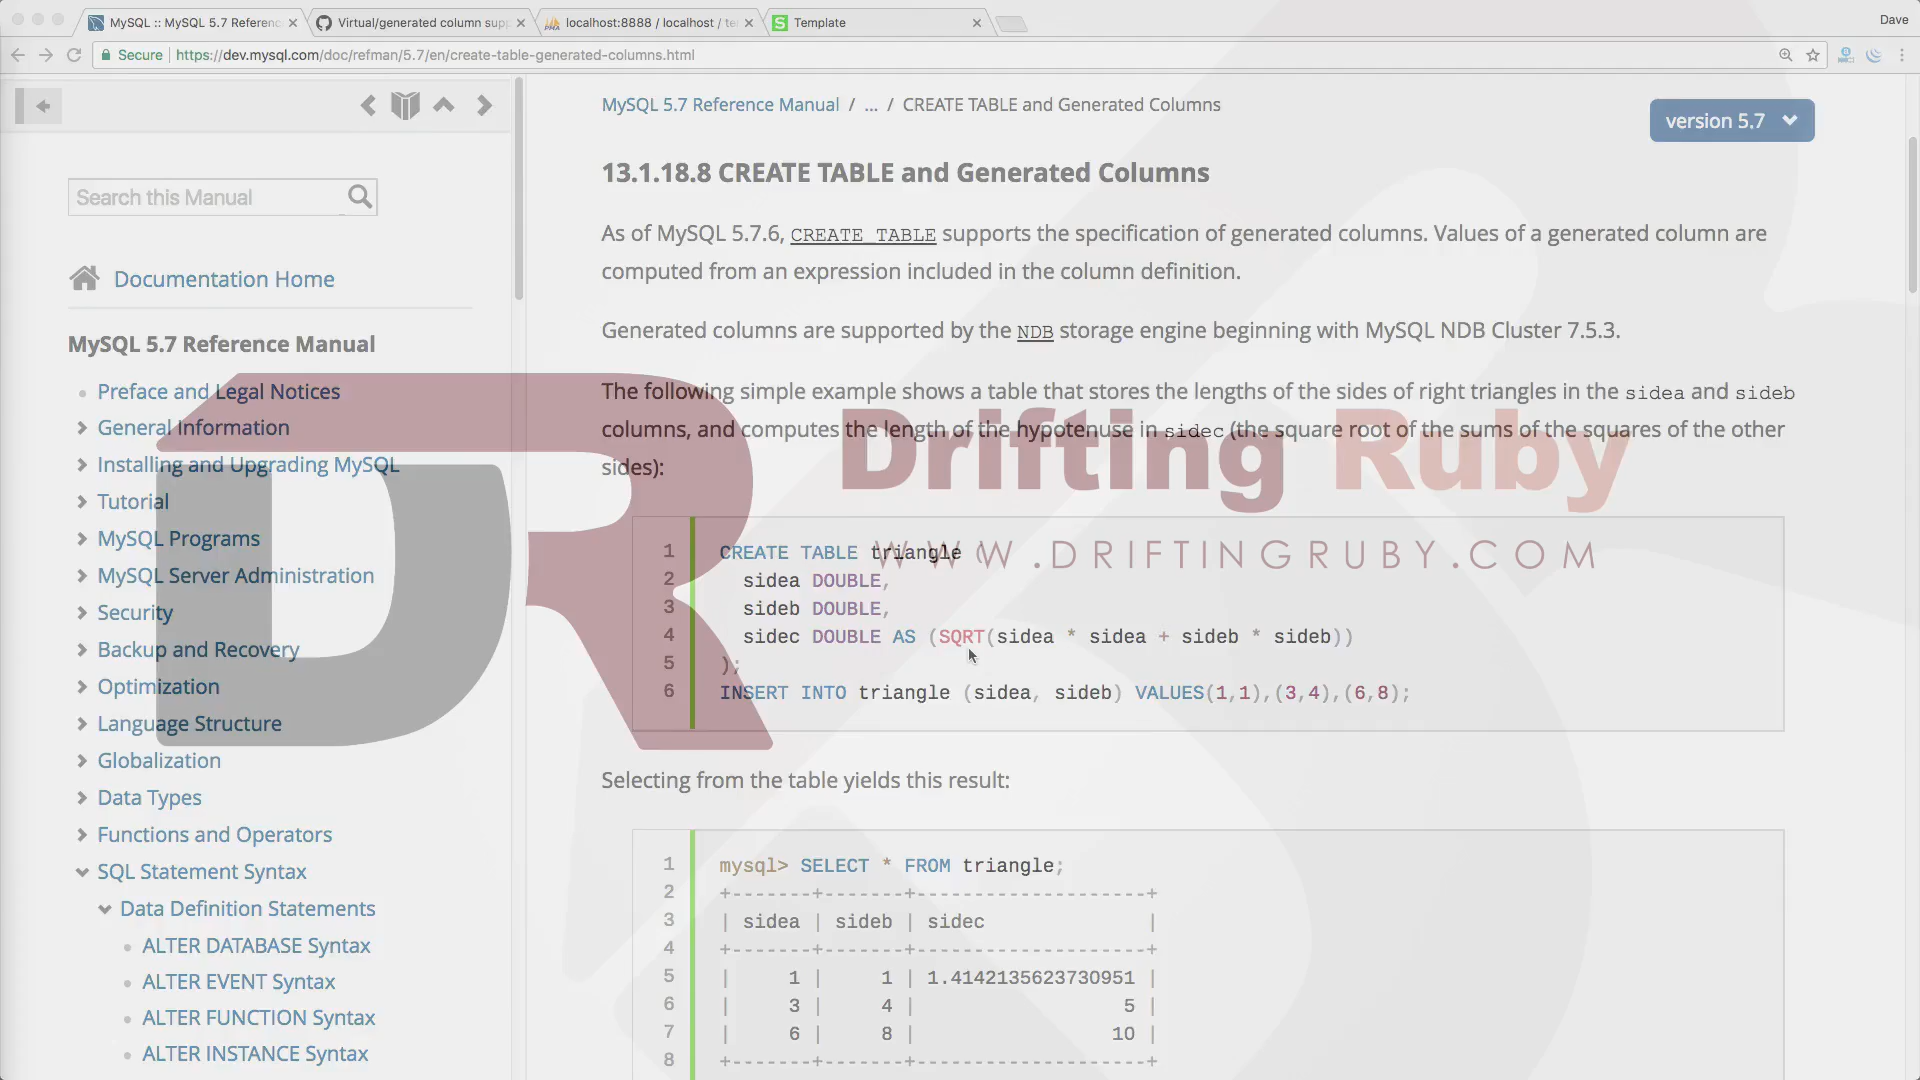 MySQL :: MySQL 5.7 Referenc
Virtual/generated column supp
localhost:8888 / localhost / te
Template
Dave
Secure
https://dev.mysql.com/doc/refman/5.7/en/create-table-generated-columns.html
MySQL 5.7 Reference Manual / ... / CREATE TABLE and Generated Columns
version 5.7
Search this Manual
Documentation Home
MySQL 5.7 Reference Manual
Preface and Legal Notices
General Information
Installing and Upgrading MySQL
Tutorial
MySQL Programs
MySQL Server Administration
Security
Backup and Recovery
Optimization
Language Structure
Globalization
Data Types
Functions and Operators
SQL Statement Syntax
Data Definition Statements
ALTER DATABASE Syntax
ALTER EVENT Syntax
ALTER FUNCTION Syntax
ALTER INSTANCE Syntax
13.1.18.8 CREATE TABLE and Generated Columns
As of MySQL 5.7.6, CREATE TABLE supports the specification of generated columns. Values of a generated column are
computed from an expression included in the column definition.
Generated columns are supported by the NDB storage engine beginning with MySQL NDB Cluster 7.5.3.
The following simple example shows a table that stores the lengths of the sides of right triangles in the sidea and sideb
columns, and computes the length of the hypotenuse in sidec (the square root of the sums of the squares of the other
sides):
1 CREATE TABLE triangle (
2 sidea DOUBLE,
3 sideb DOUBLE,
4 sidec DOUBLE AS (SQRT(sidea * sidea + sideb * sideb))
5 );
6 INSERT INTO triangle (sidea, sideb) VALUES(1,1),(3,4),(6,8);
Selecting from the table yields this result:
1 mysql> SELECT * FROM triangle;
2 +-------+-------+--------------------+
3 | sidea | sideb | sidec |
4 +-------+-------+--------------------+
5 | 1 | 1 | 1.4142135623730951 |
6 | 3 | 4 | 5 |
7 | 6 | 8 | 10 |
8 +-------+-------+--------------------+
DR
Drifting Ruby
WWW.DRIFTINGRUBY.COM